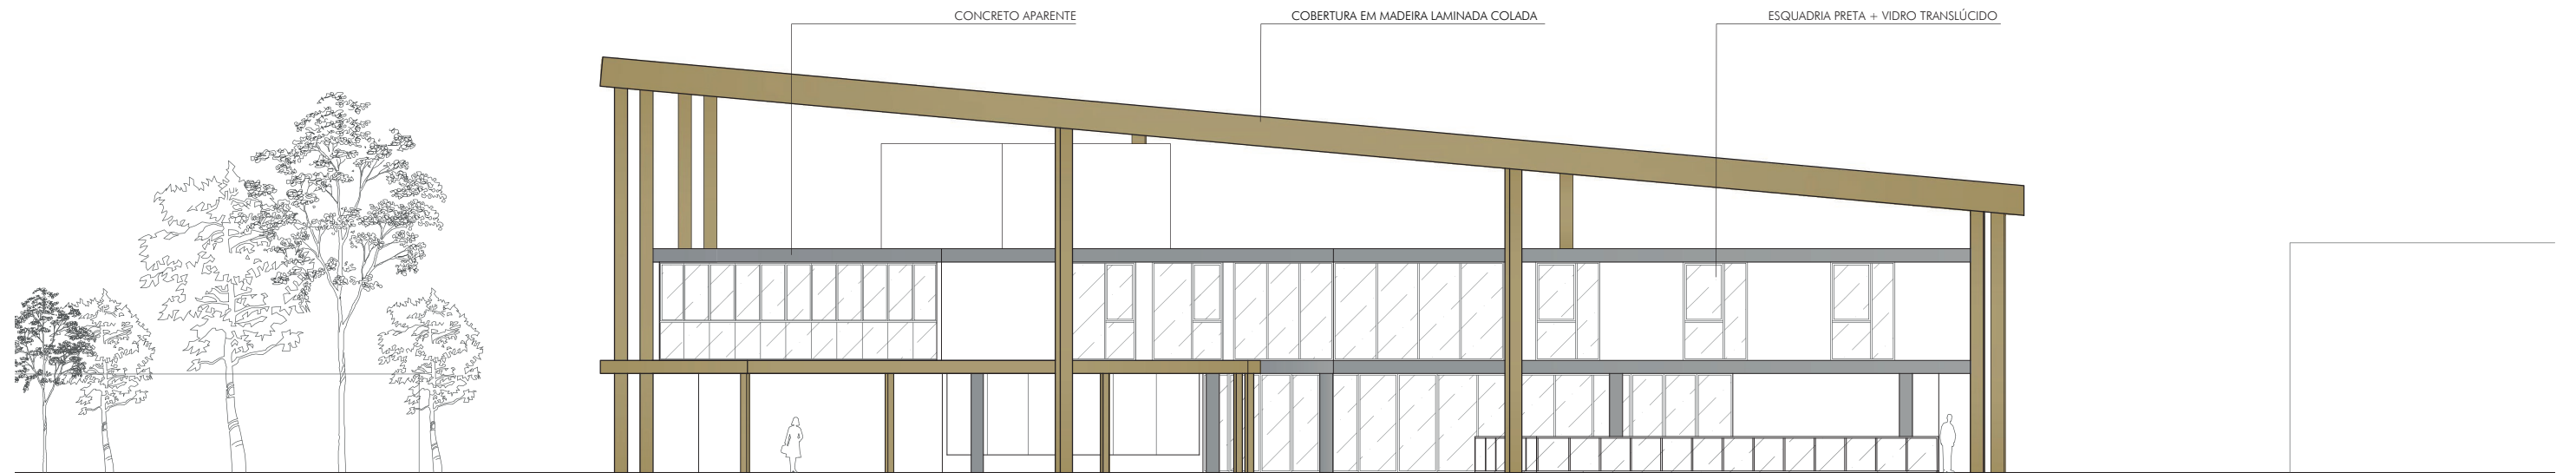 CONCRETO APARENTE
COBERTURA EM MADEIRA LAMINADA COLADA
ESQUADRIA PRETA + VIDRO TRANSLÚCIDO